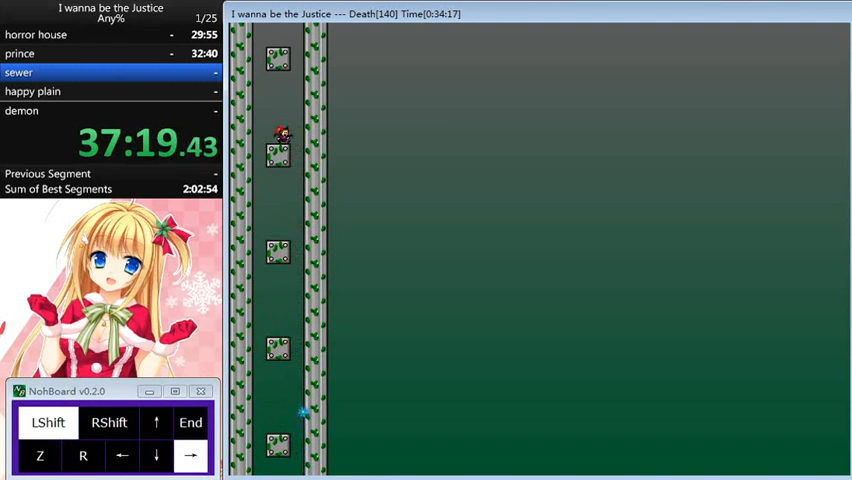 I wanna be the Justice
Any% 1/25
horror house - 29:55
prince - 32:40
sewer -
happy plain -
demon -
37:19.43
Previous Segment -
Sum of Best Segments 2:02:54
I wanna be the Justice --- Death[140] Time[0:34:17]
NohBoard v0.2.0
LShift RShift ↑ End
Z R ← ↓ →